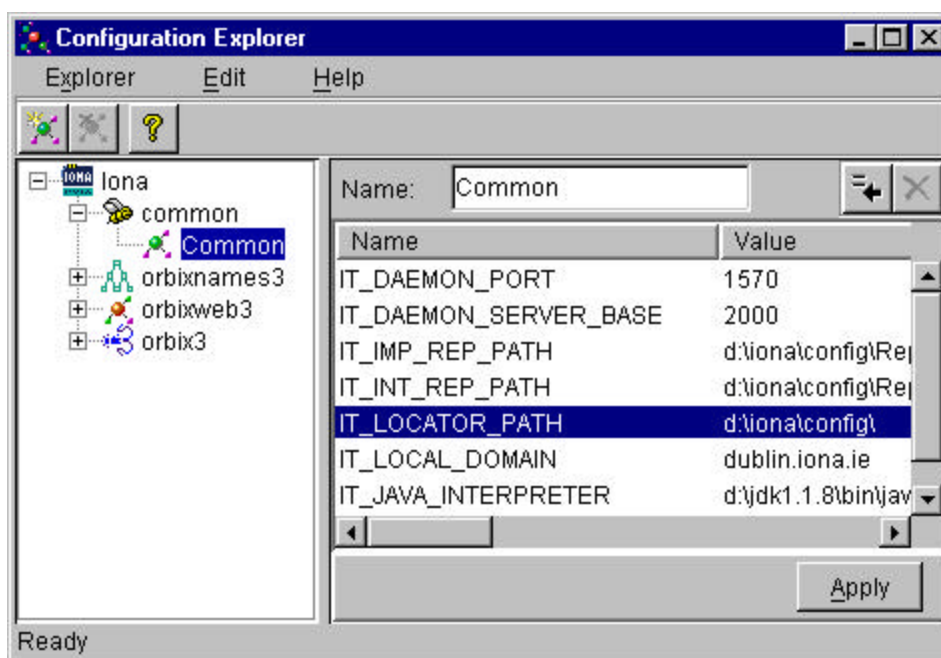 Configuration Explorer
Explorer Edit Help
Iona
common
Common
orbixnames3
orbixweb3
orbix3
Name: Common
Name Value
IT_DAEMON_PORT 1570
IT_DAEMON_SERVER_BASE 2000
IT_IMP_REP_PATH d:\iona\config\Rep
IT_INT_REP_PATH d:\iona\config\Rep
IT_LOCATOR_PATH d:\iona\config\
IT_LOCAL_DOMAIN dublin.iona.ie
IT_JAVA_INTERPRETER d:\jdk1.1.8\bin\jav
Apply
Ready